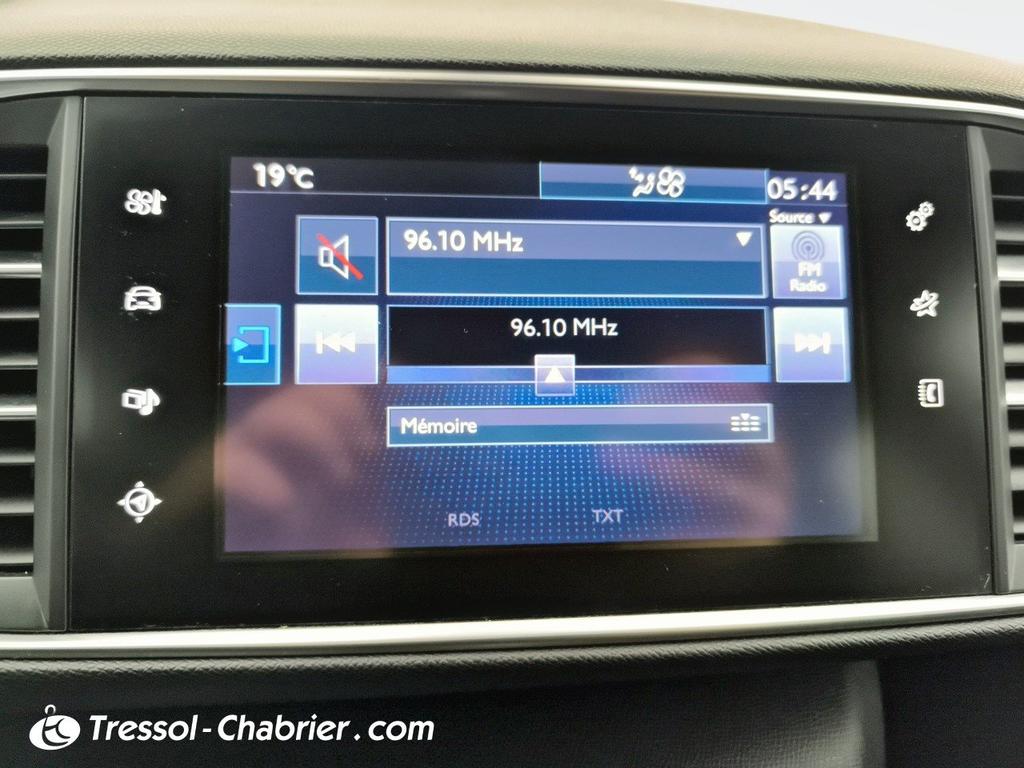 19°C
05:44
Source
96.10 MHz
FM
Radio
96.10 MHz
Mémoire
RDS
TXT
Tressol-Chabrier.com